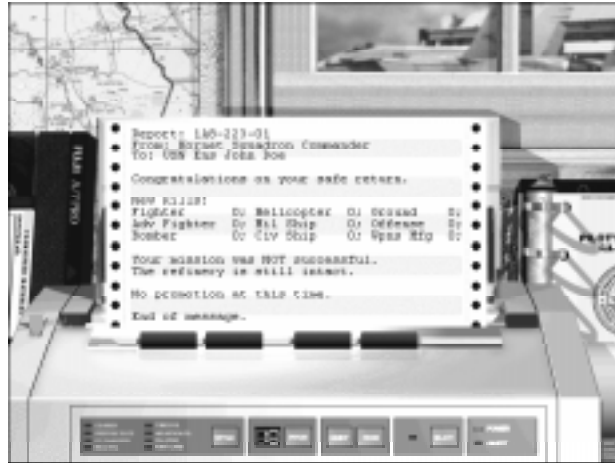 Report: 148-223-01
From: Hornet Squadron Commander
To: USN Ens John Doe
Congratulations on your safe return.
New Kills:
Fighter 0; Helicopter 0; Ground 0;
Adv Fighter 0; Mil Ship 0; Offense 0;
Bomber 0; Civ Ship 0; Wpns Mfg 0;
Your mission was NOT successful.
The refinery is still intact.
No promotion at this time.
End of message.
POWER